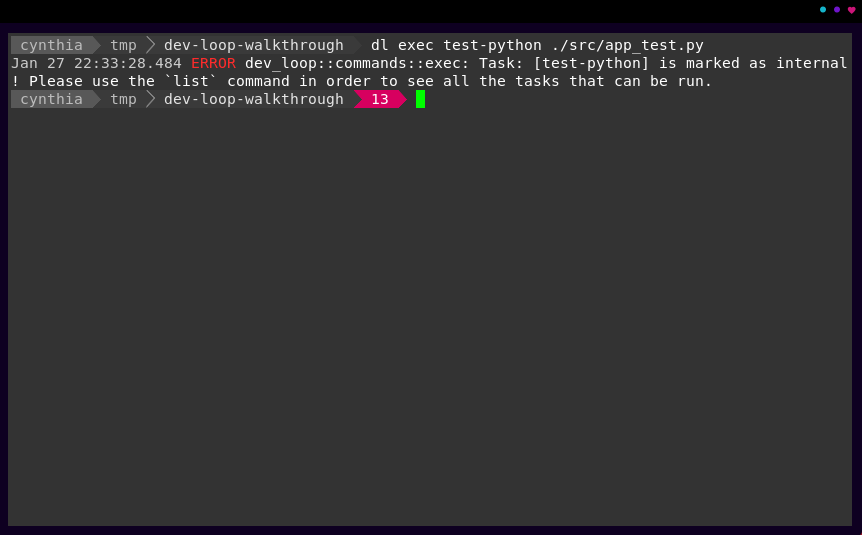 cynthia tmp dev-loop-walkthrough dl exec test-python ./src/app_test.py
Jan 27 22:33:28.484 ERROR dev_loop::commands::exec: Task: [test-python] is marked as internal
! Please use the `list` command in order to see all the tasks that can be run.
cynthia tmp dev-loop-walkthrough 13